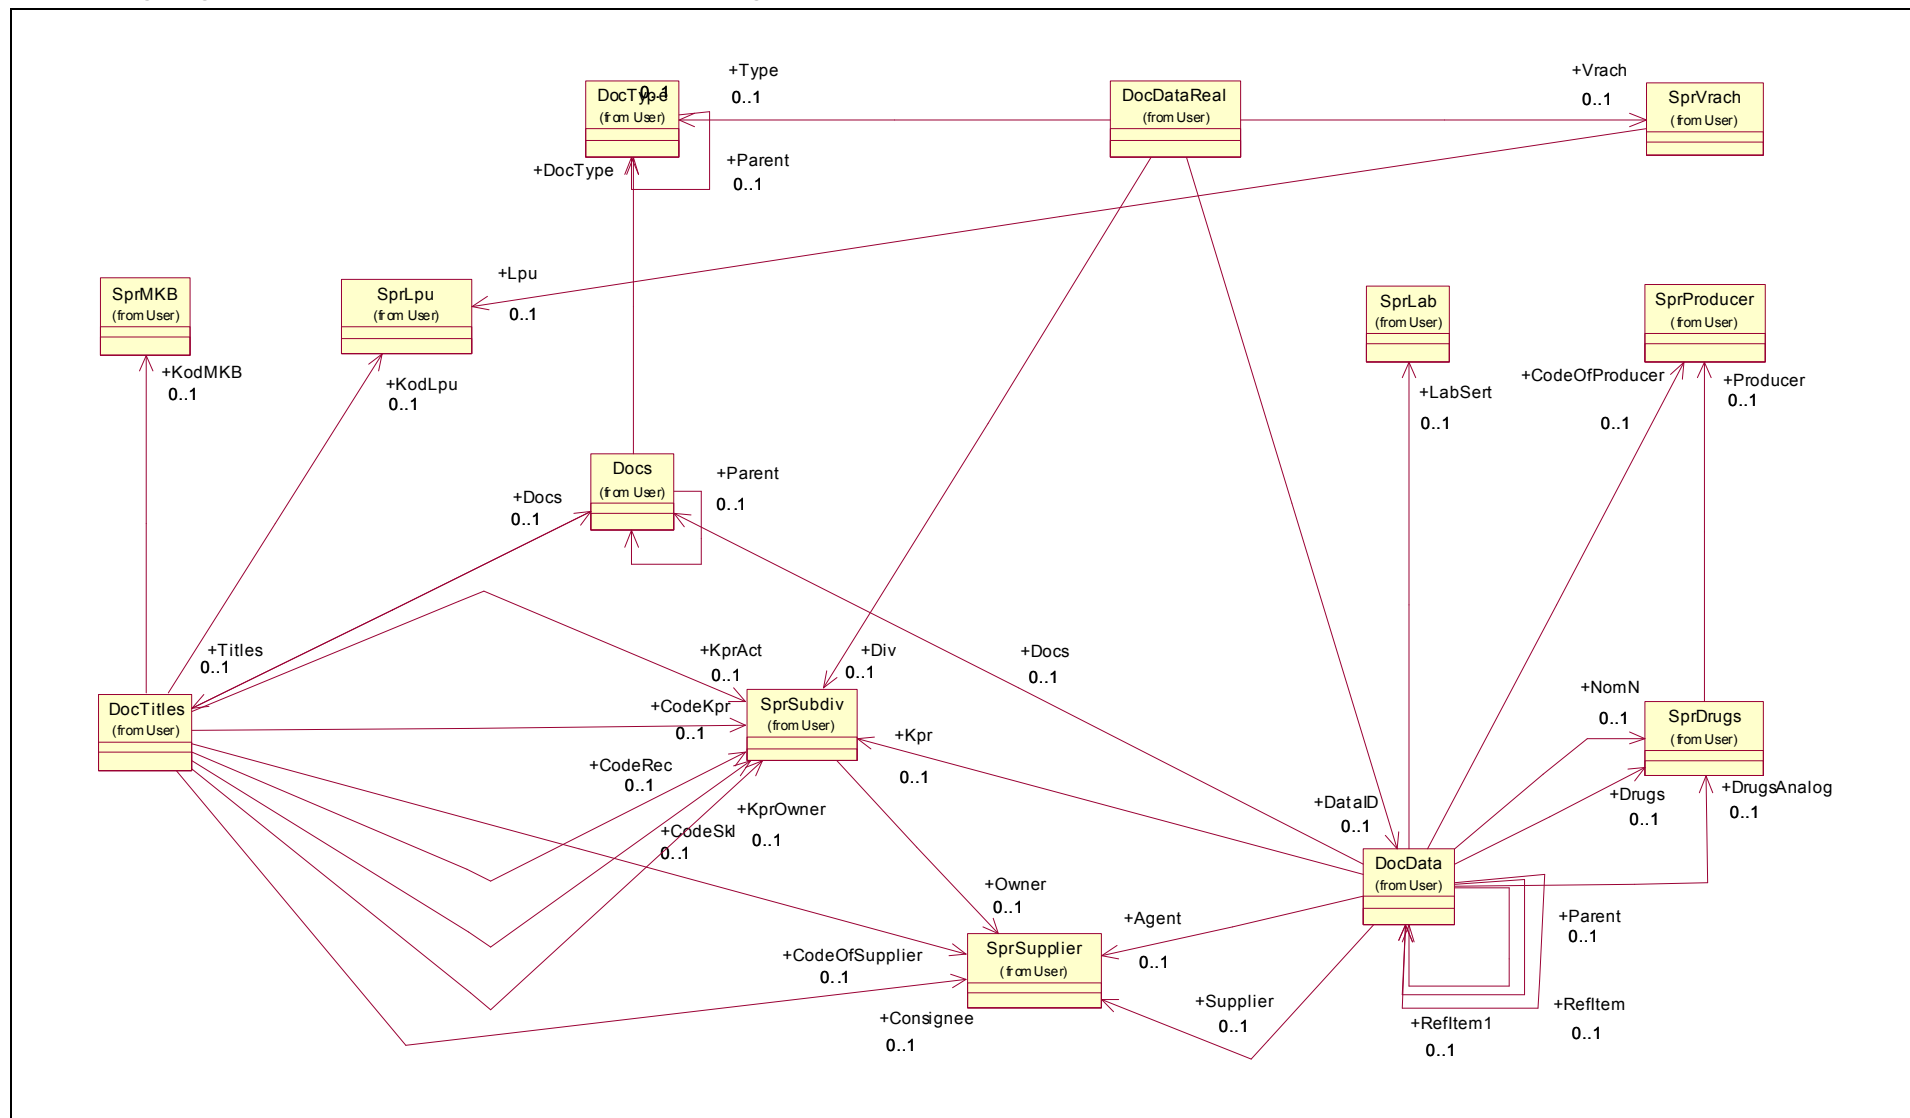 +Type
0..1
DocType
0..1
(from User)
DocDataReal
(from User)
+Vrach
0..1
SprVrach
(from User)
+DocType
+Parent
0..1
SprMKB
(from User)
SprLpu
(from User)
+Lpu
0..1
SprLab
(from User)
SprProducer
(from User)
+KodMKB
0..1
+KodLpu
0..1
+LabSert
0..1
+CodeOfProducer
0..1
+Producer
0..1
Docs
(from User)
+Parent
0..1
+Docs
0..1
+Titles
0..1
+KprAct
0..1
+Div
0..1
+Docs
0..1
+NomN
0..1
DocTitles
(from User)
+CodeKpr
0..1
SprSubdiv
(from User)
SprDrugs
(from User)
+Kpr
0..1
+CodeRec
0..1
+Drugs
0..1
+DrugsAnalog
0..1
+KprOwner
0..1
+CodeSkl
0..1
+DataID
0..1
DocData
(from User)
+Owner
0..1
+Agent
0..1
+Parent
0..1
SprSupplier
(from User)
+CodeOfSupplier
0..1
+Consignee
0..1
+Supplier
0..1
+RefItem1
0..1
+RefItem
0..1